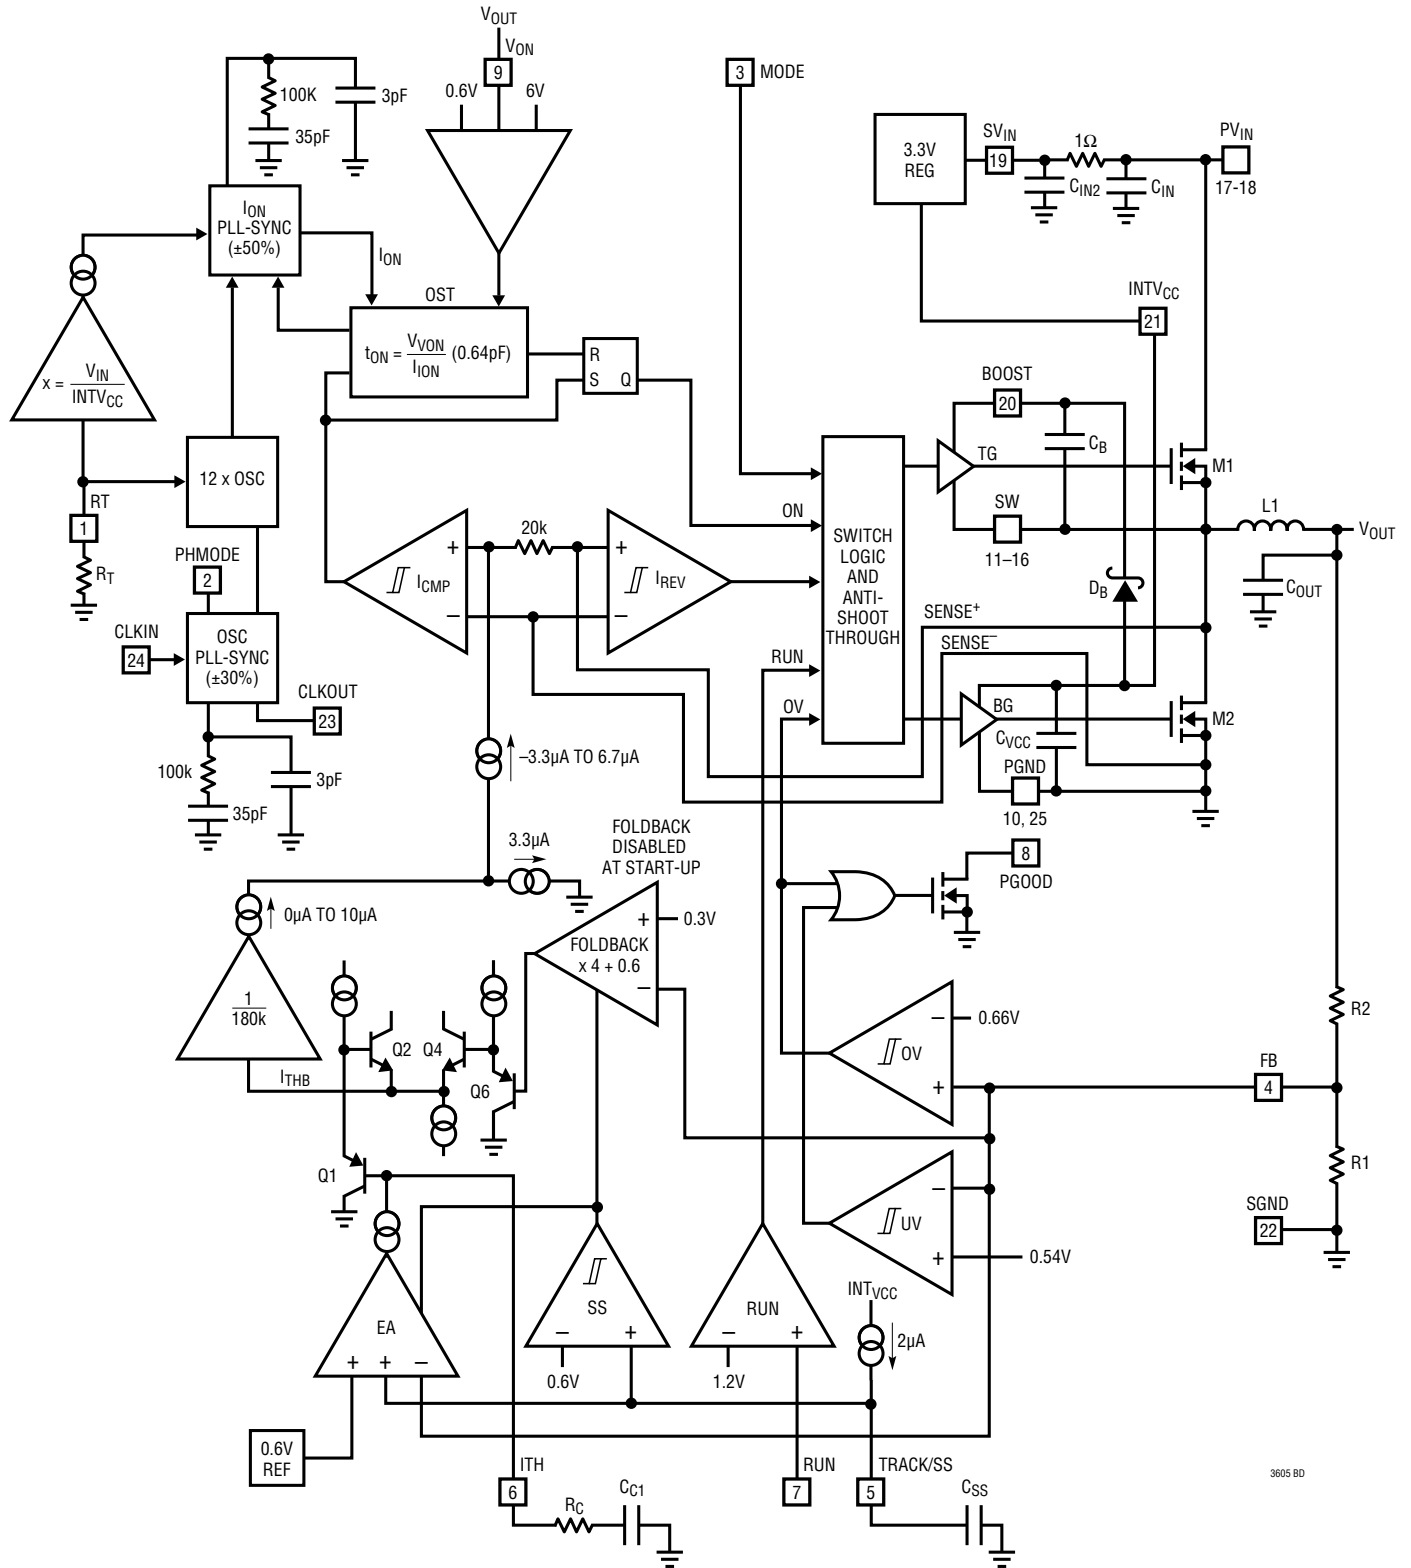 VOUT
VON
9
0.6V
6V
3
MODE
100K
3pF
35pF
3.3V
REG
SVIN
19
1Ω
PVIN
CIN2
CIN
17-18
ION
PLL-SYNC
(±50%)
ION
OST
tON = VVON / IION (0.64pF)
R
S Q
INTVCC
21
x = VIN / INTVCC
BOOST
20
CB
TG
M1
12 x OSC
RT
1
RT
SW
11–16
L1
VOUT
COUT
ON
SWITCH
LOGIC
AND
ANTI-
SHOOT
THROUGH
20k
+
–
ICMP
+
–
IREV
PHMODE
2
DB
SENSE+
SENSE–
CLKIN
24
OSC
PLL-SYNC
(±30%)
CLKOUT
23
RUN
OV
BG
M2
CVCC
PGND
10, 25
–3.3µA TO 6.7µA
100k
3pF
35pF
3.3µA
FOLDBACK
DISABLED
AT START-UP
8
PGOOD
0µA TO 10µA
+
0.3V
FOLDBACK
x 4 + 0.6
–
1
180k
Q2
Q4
Q6
ITHB
–
0.66V
OV
+
R2
FB
4
Q1
R1
–
UV
+
0.54V
SGND
22
EA
+ + –
SS
– +
0.6V
RUN
– +
1.2V
INTVCC
2µA
0.6V
REF
ITH
6
RC
CC1
RUN
7
TRACK/SS
5
CSS
3605 BD